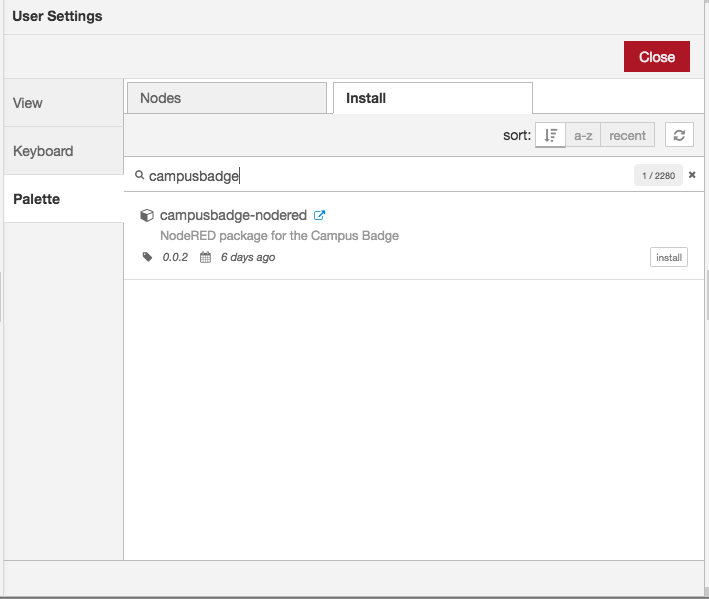 User Settings
Close
View
Keyboard
Palette
Nodes
Install
sort: a-z recent
campusbadge 1 / 2280
campusbadge-nodered
NodeRED package for the Campus Badge
0.0.2 6 days ago
install